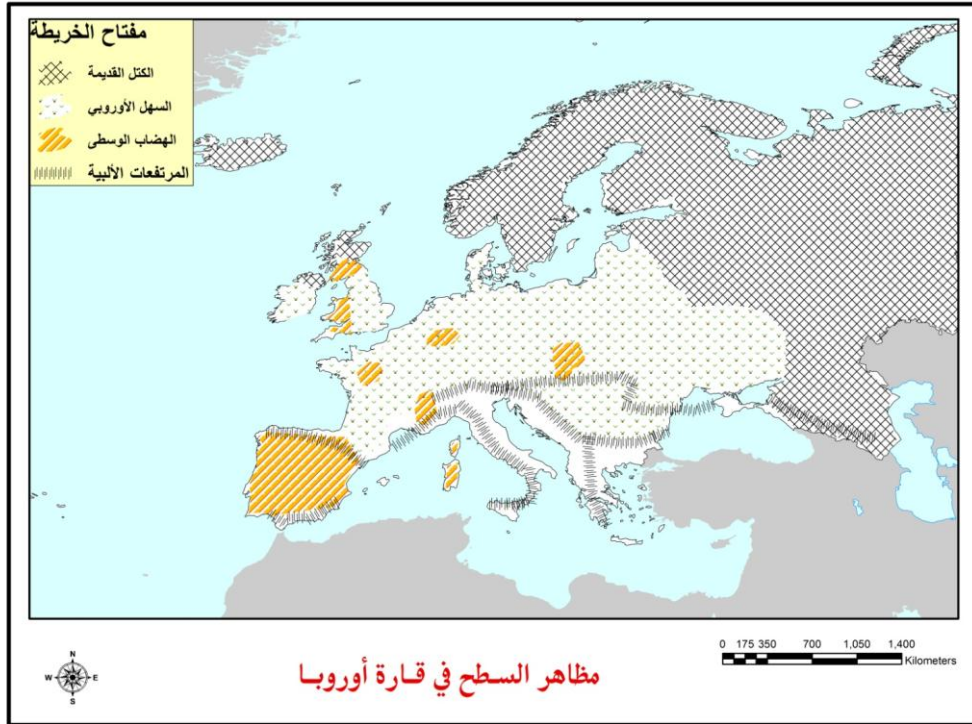 مفتاح الخريطة
الكتل القديمة
السهل الأوروبي
الهضاب الوسطى
المرتفعات الألبية
N
W E
S
مظاهر السطح في قارة أوروبا
0 175 350 700 1,050 1,400
Kilometers